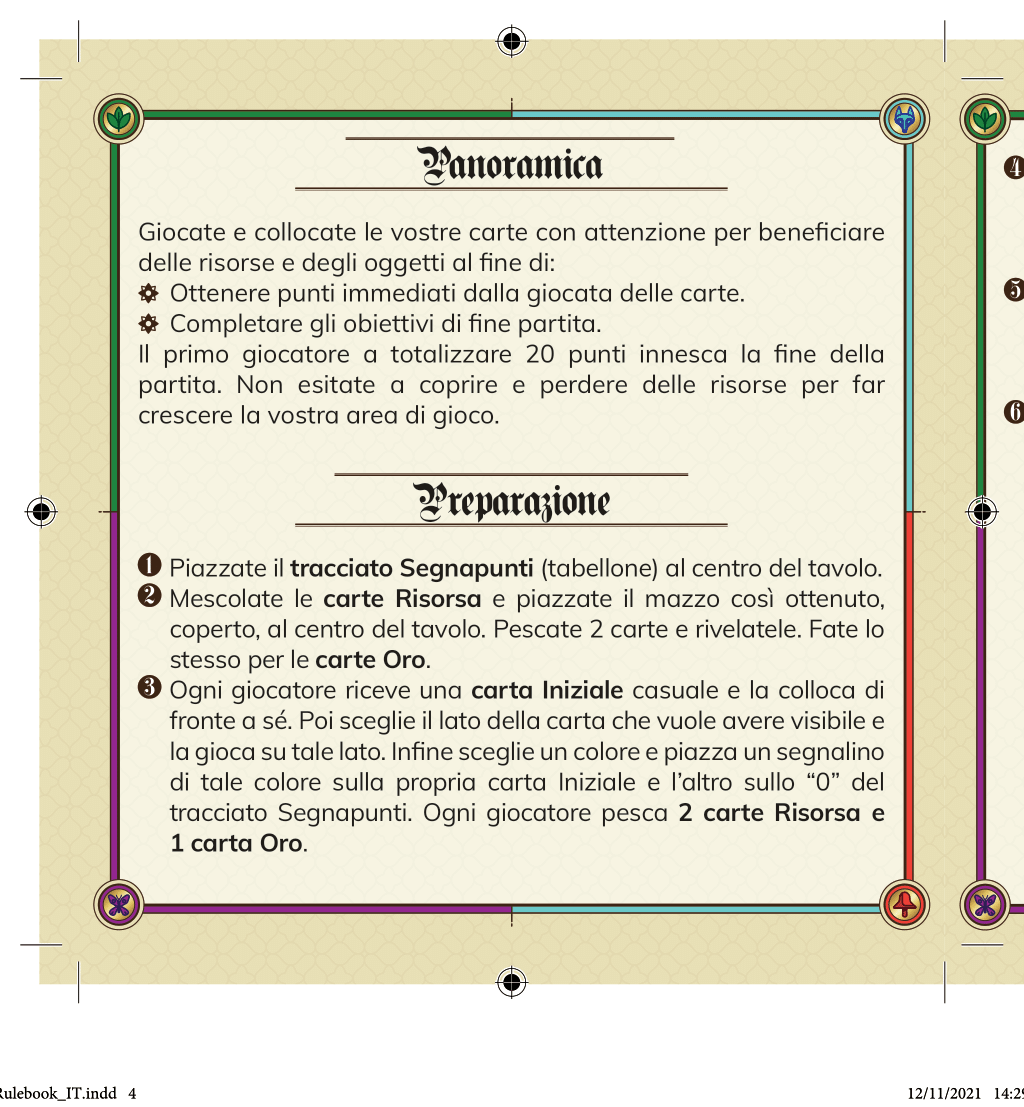 Panoramica
Giocate e collocate le vostre carte con attenzione per beneficiare
delle risorse e degli oggetti al fine di:
Ottenere punti immediati dalla giocata delle carte.
Completare gli obiettivi di fine partita.
Il primo giocatore a totalizzare 20 punti innesca la fine della
partita. Non esitate a coprire e perdere delle risorse per far
crescere la vostra area di gioco.
Preparazione
1 Piazzate il tracciato Segnapunti (tabellone) al centro del tavolo.
2 Mescolate le carte Risorsa e piazzate il mazzo così ottenuto,
coperto, al centro del tavolo. Pescate 2 carte e rivelatele. Fate lo
stesso per le carte Oro.
3 Ogni giocatore riceve una carta Iniziale casuale e la colloca di
fronte a sé. Poi sceglie il lato della carta che vuole avere visibile e
la gioca su tale lato. Infine sceglie un colore e piazza un segnalino
di tale colore sulla propria carta Iniziale e l’altro sullo “0” del
tracciato Segnapunti. Ogni giocatore pesca 2 carte Risorsa e
1 carta Oro.
4
5
6
Rulebook_IT.indd 4
12/11/2021 14:29